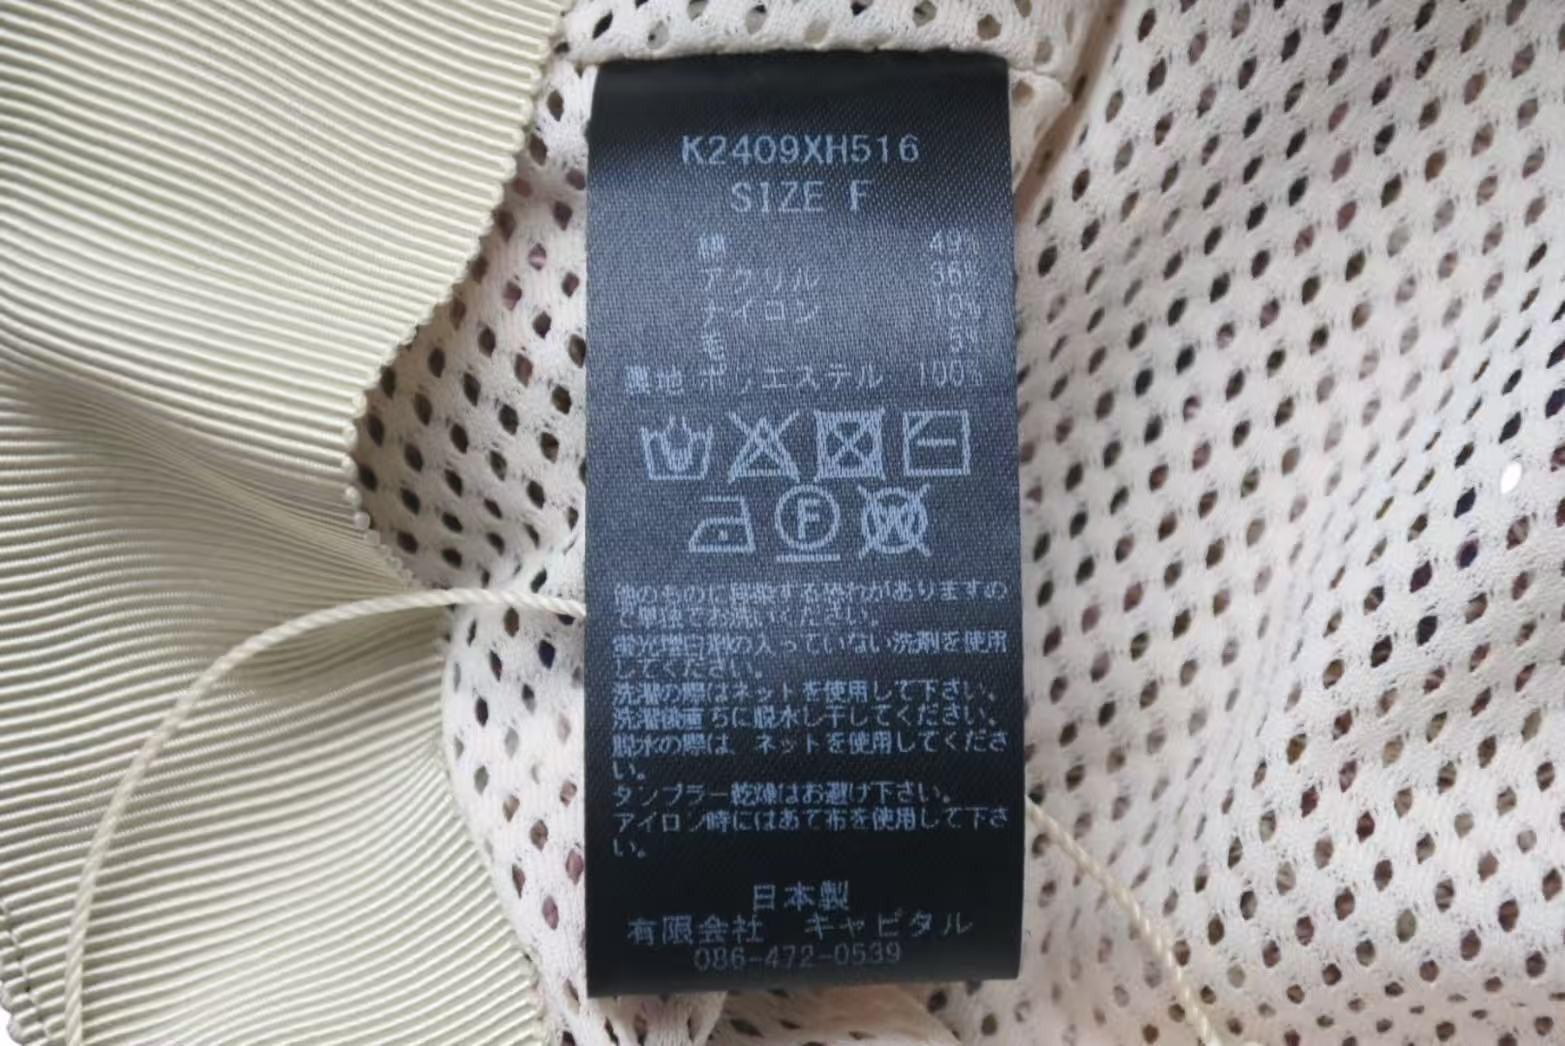 K2409XH516
SIZE F
綿 49%
アクリル 36%
ナイロン 10%
毛 5%
裏地 ポリエステル 100%
F
W
他のものに移染する恐れがありますの
で単独でお洗いください。
蛍光増白剤の入っていない洗剤を使用
してください。
洗濯の際はネットを使用して下さい。
洗濯後直ちに脱水し干してください。
脱水の際は、ネットを使用してくださ
い。
タンブラー乾燥はお避け下さい。
アイロン時にはあて布を使用して下さ
い。
日本製
有限会社 キャピタル
086-472-0539